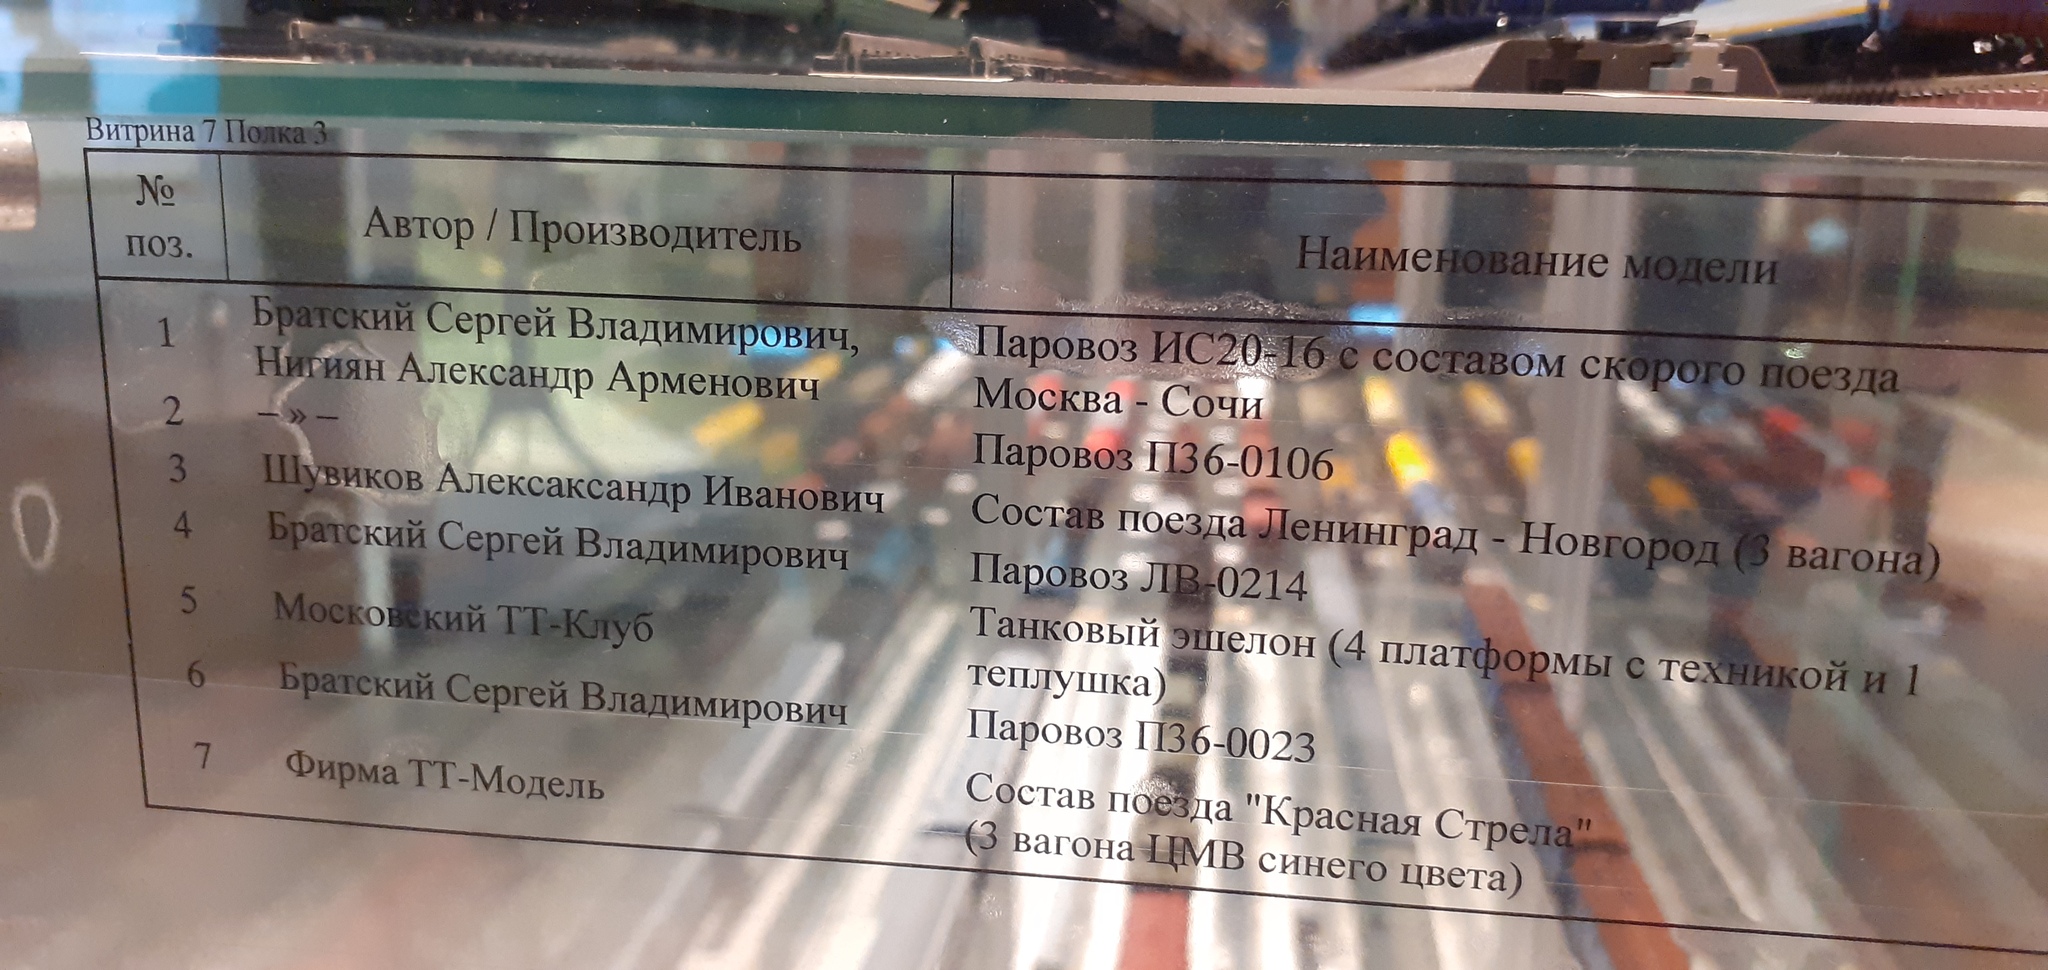 Витрина 7 Полка 3
№ поз.
Автор / Производитель
Наименование модели
1
Братский Сергей Владимирович,
Нигиян Александр Арменович
Паровоз ИС20-16 с составом скорого поезда
Москва - Сочи
2
– » –
Паровоз П36-0106
3
Шувиков Алексаксандр Иванович
Состав поезда Ленинград - Новгород (3 вагона)
4
Братский Сергей Владимирович
Паровоз ЛВ-0214
5
Московский ТТ-Клуб
Танковый эшелон (4 платформы с техникой и 1
теплушка)
6
Братский Сергей Владимирович
Паровоз П36-0023
7
Фирма ТТ-Модель
Состав поезда "Красная Стрела"
(3 вагона ЦМВ синего цвета)